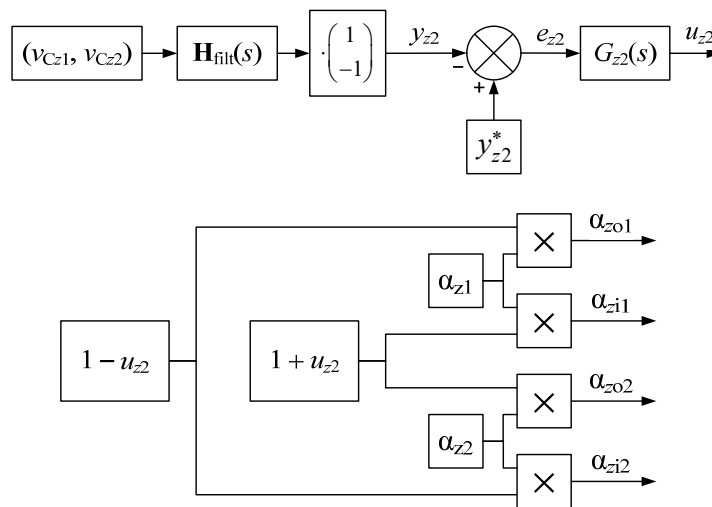 (v_Cz1, v_Cz2) H_filt(s) ·(1 −1) y_z2 − + e_z2 G_z2(s) u_z2
y*_z2
α_zo1
α_z1
α_zi1
1 − u_z2 1 + u_z2
α_zo2
α_z2
α_zi2